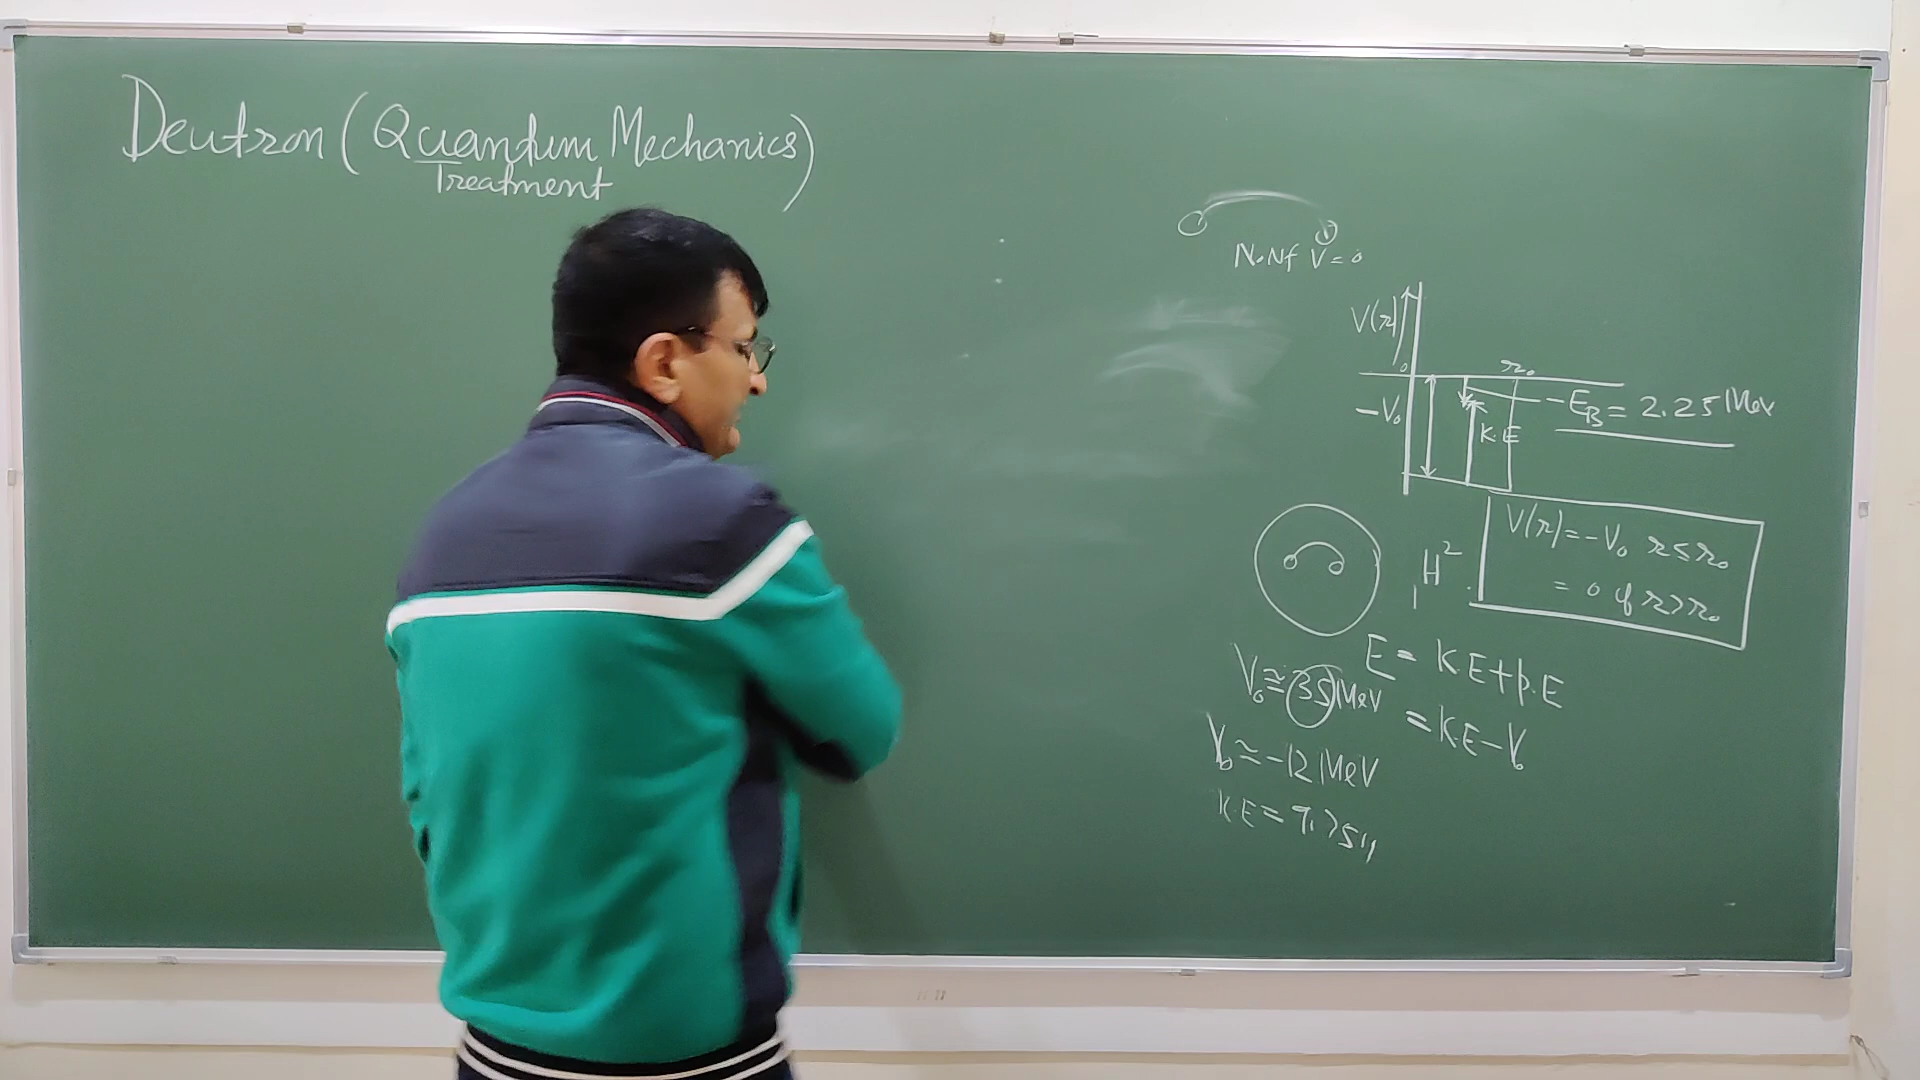 Deutron (Quantum Mechanics)
Treatment
N.Nf V=0
V(r)
0
r₀
-V₀
-E_B = 2.25 MeV
K.E
V(r) = -V₀ r≤r₀
= 0 if r>r₀
₁H²
E = K.E+p.E
= K.E-V₀
V₀ ≅ 35 MeV
V₀ ≈ -12 MeV
K.E = 9.75 〃